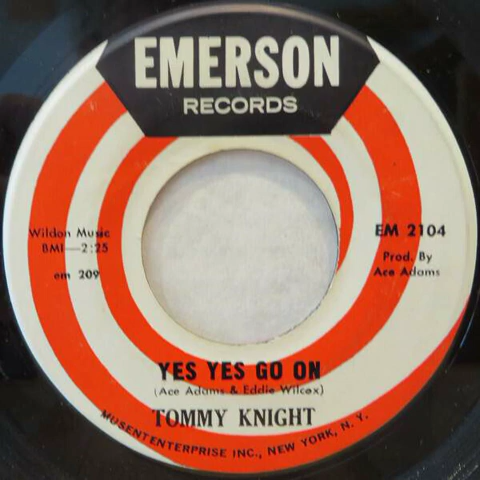 EMERSON
RECORDS
Wildon Music
BMI—2:25
em 209
EM 2104
Prod. By
Ace Adams
YES YES GO ON
(Ace Adams & Eddie Wilcox)
TOMMY KNIGHT
MUSENTENTERPRISE INC., NEW YORK, N. Y.